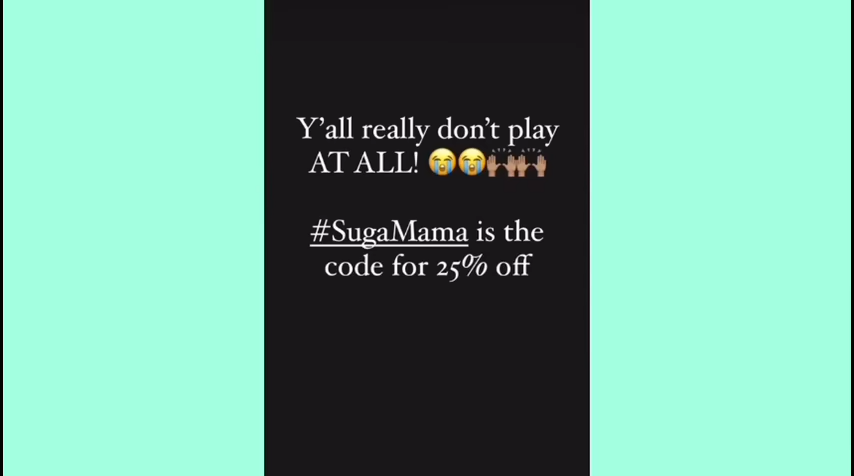 Y’all really don’t play
AT ALL! 😭😭🙌🏽🙌🏽
#SugaMama is the
code for 25% off